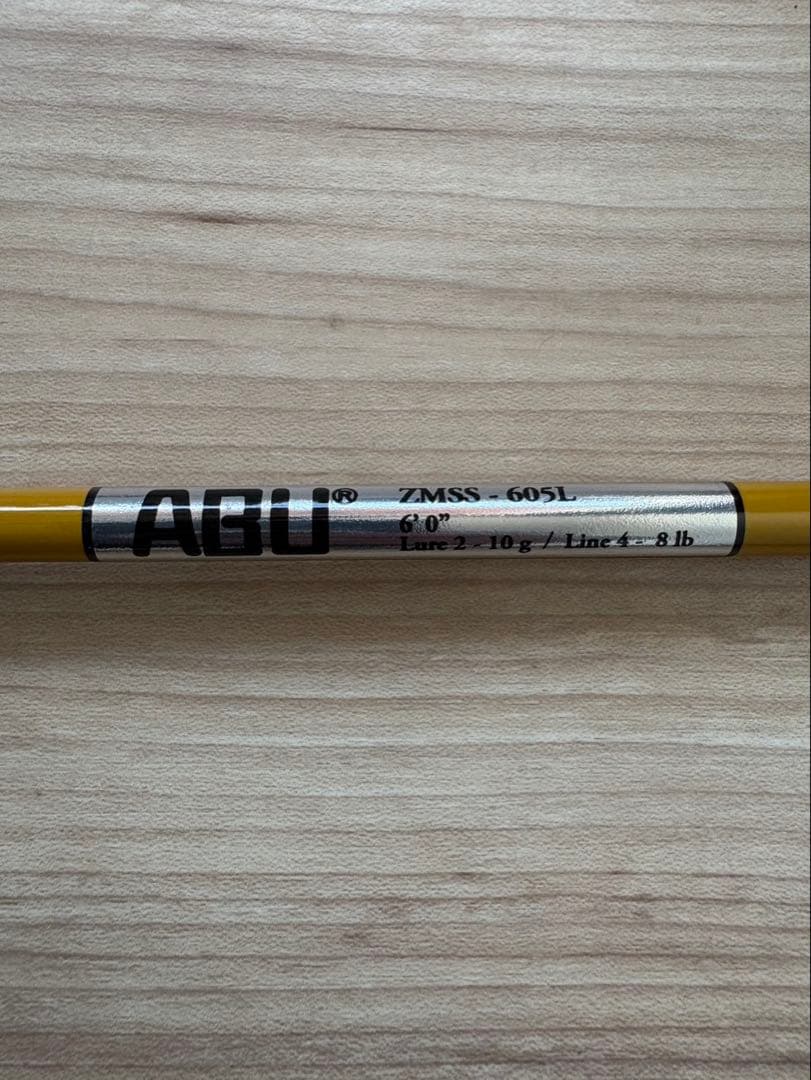 ABU® ZMSS - 605L
6' 0"
Lure 2 - 10 g / Line 4 - 8 lb